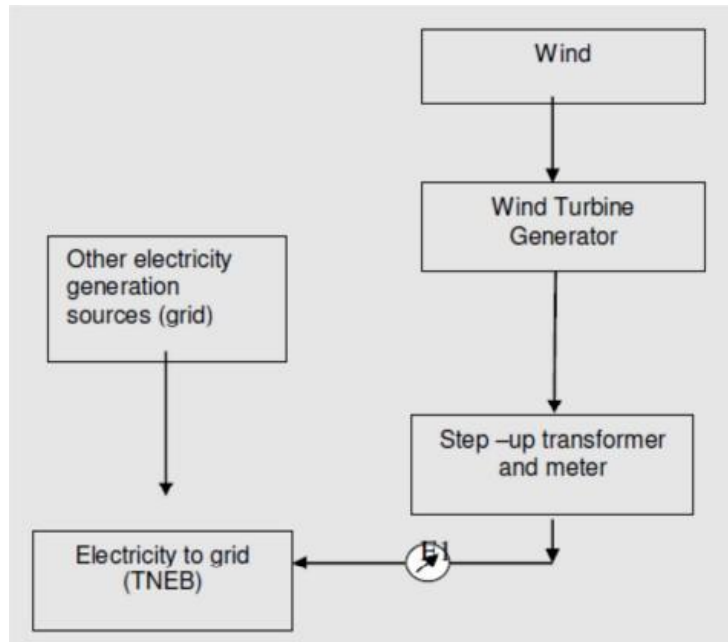 Wind
Wind Turbine
Generator
Other electricity
generation
sources (grid)
Step –up transformer
and meter
E1
Electricity to grid
(TNEB)